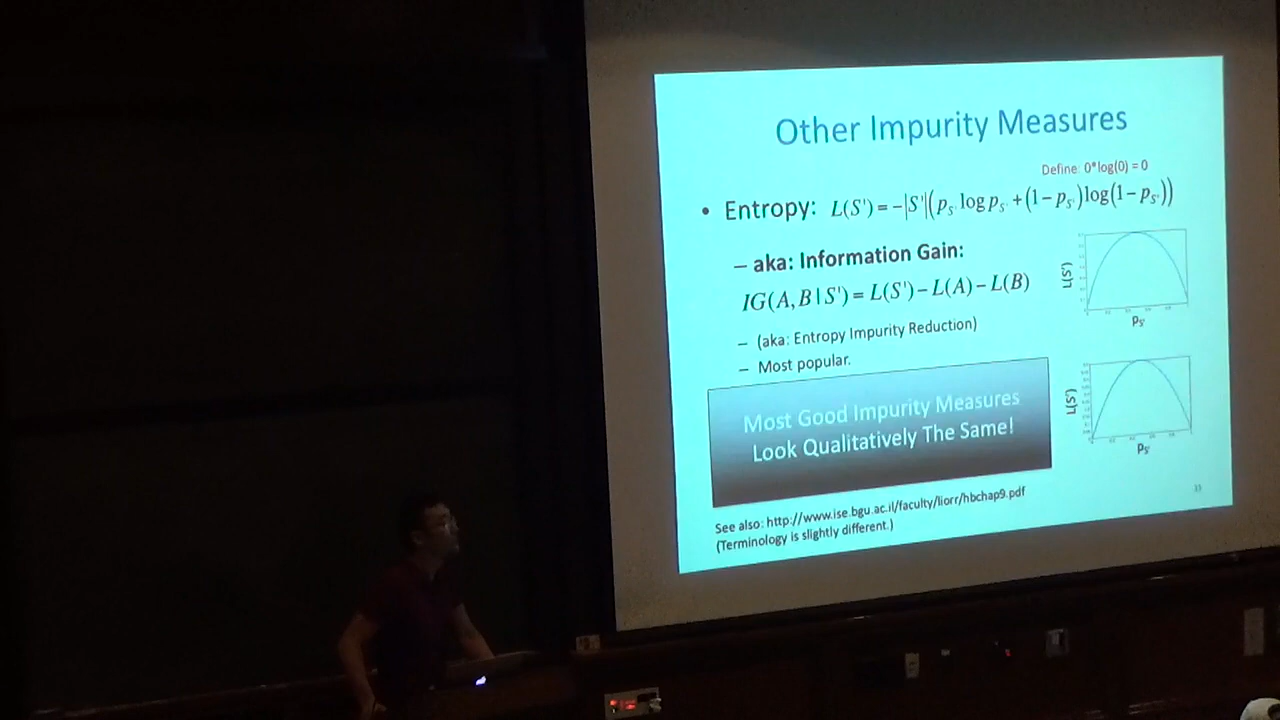 Other Impurity Measures
Define: 0*log(0) = 0
• Entropy: L(S') = −|S'|(p_S' log p_S' + (1 − p_S')log(1 − p_S'))
– aka: Information Gain:
IG(A, B | S') = L(S') − L(A) − L(B)
– (aka: Entropy Impurity Reduction)
– Most popular.
L(S')
p_S'
Most Good Impurity Measures
Look Qualitatively The Same!
L(S')
p_S'
See also: http://www.ise.bgu.ac.il/faculty/liorr/hbchap9.pdf
(Terminology is slightly different.)